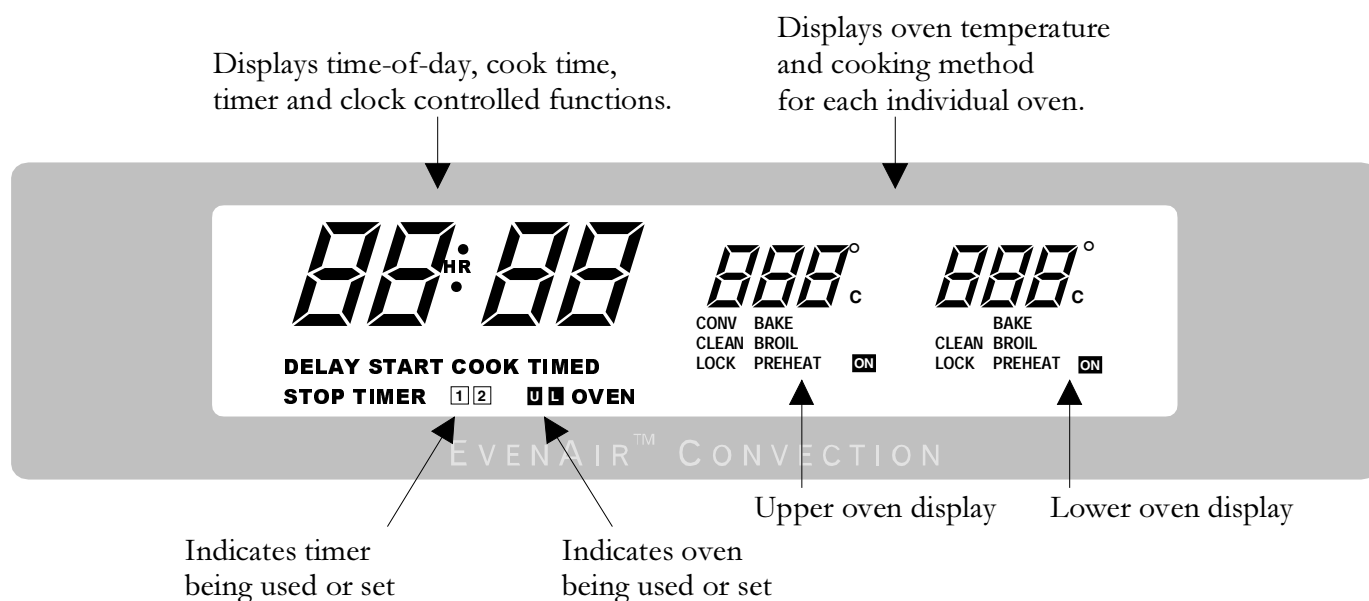 Displays time-of-day, cook time,
timer and clock controlled functions.
Displays oven temperature
and cooking method
for each individual oven.
88:88
HR
DELAY START COOK TIMED
STOP TIMER 1 2 U L OVEN
888°
C
CONV BAKE
CLEAN BROIL
LOCK PREHEAT ON
888°
C
BAKE
CLEAN BROIL
LOCK PREHEAT ON
EVENAIR™ CONVECTION
Upper oven display
Lower oven display
Indicates timer
being used or set
Indicates oven
being used or set